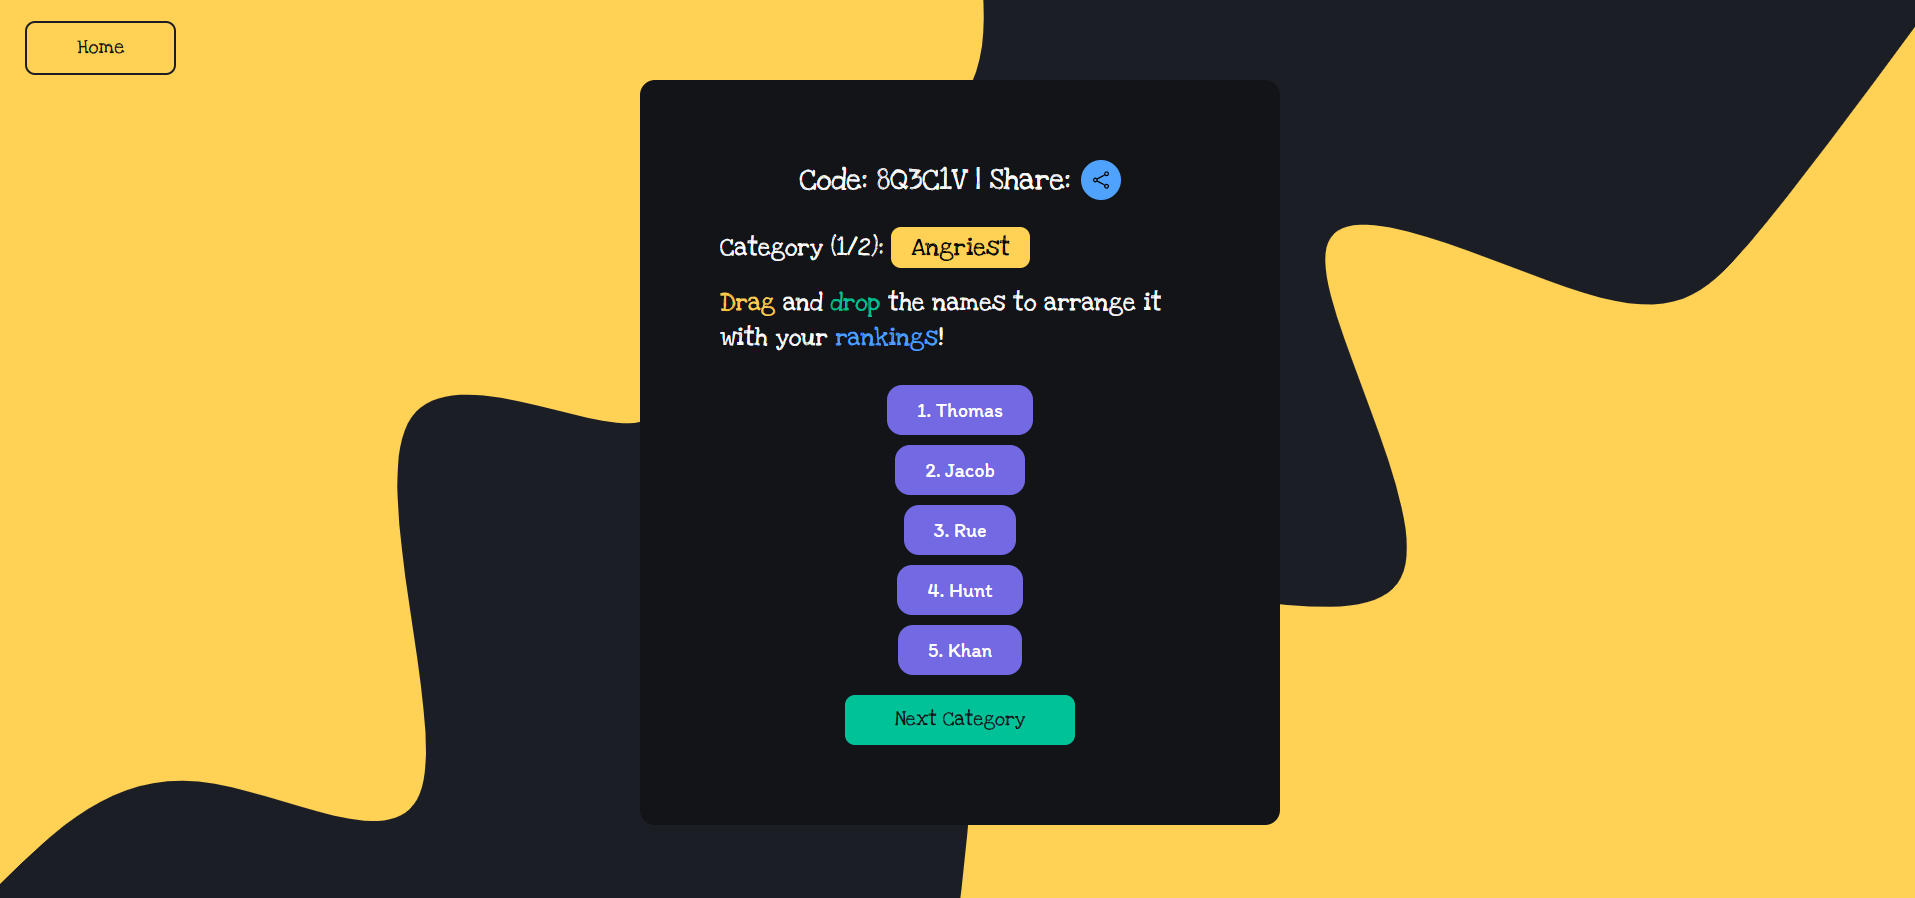 Home
Code: 8Q3C1V | Share:
Category (1/2): Angriest
Drag and drop the names to arrange it
with your rankings!
1. Thomas
2. Jacob
3. Rue
4. Hunt
5. Khan
Next Category